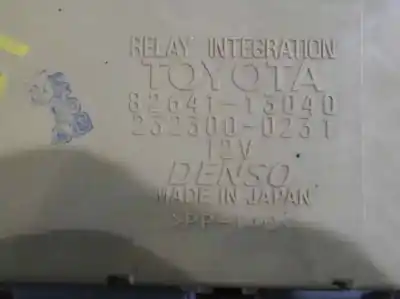 RELAY INTEGRATION
TOYOTA
82641-13040
232300-0231
12V
DENSO
MADE IN JAPAN